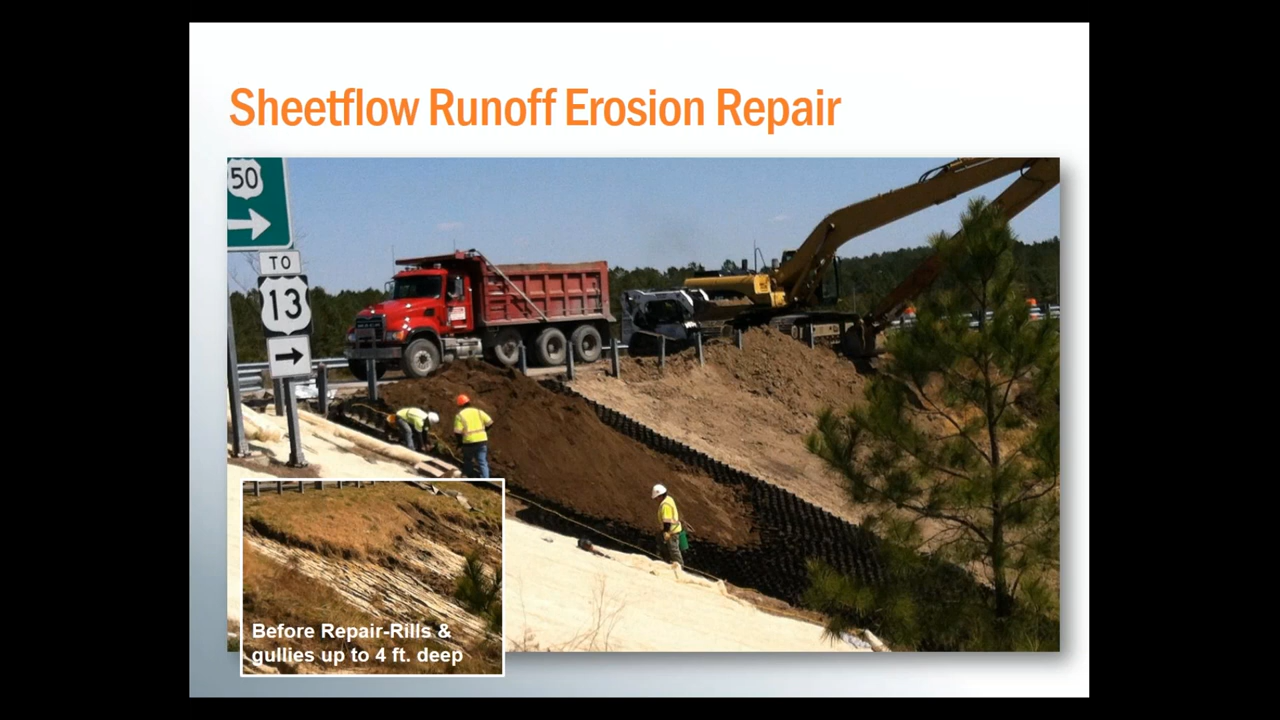 Sheetflow Runoff Erosion Repair
50
TO
13
Before Repair-Rills &
gullies up to 4 ft. deep